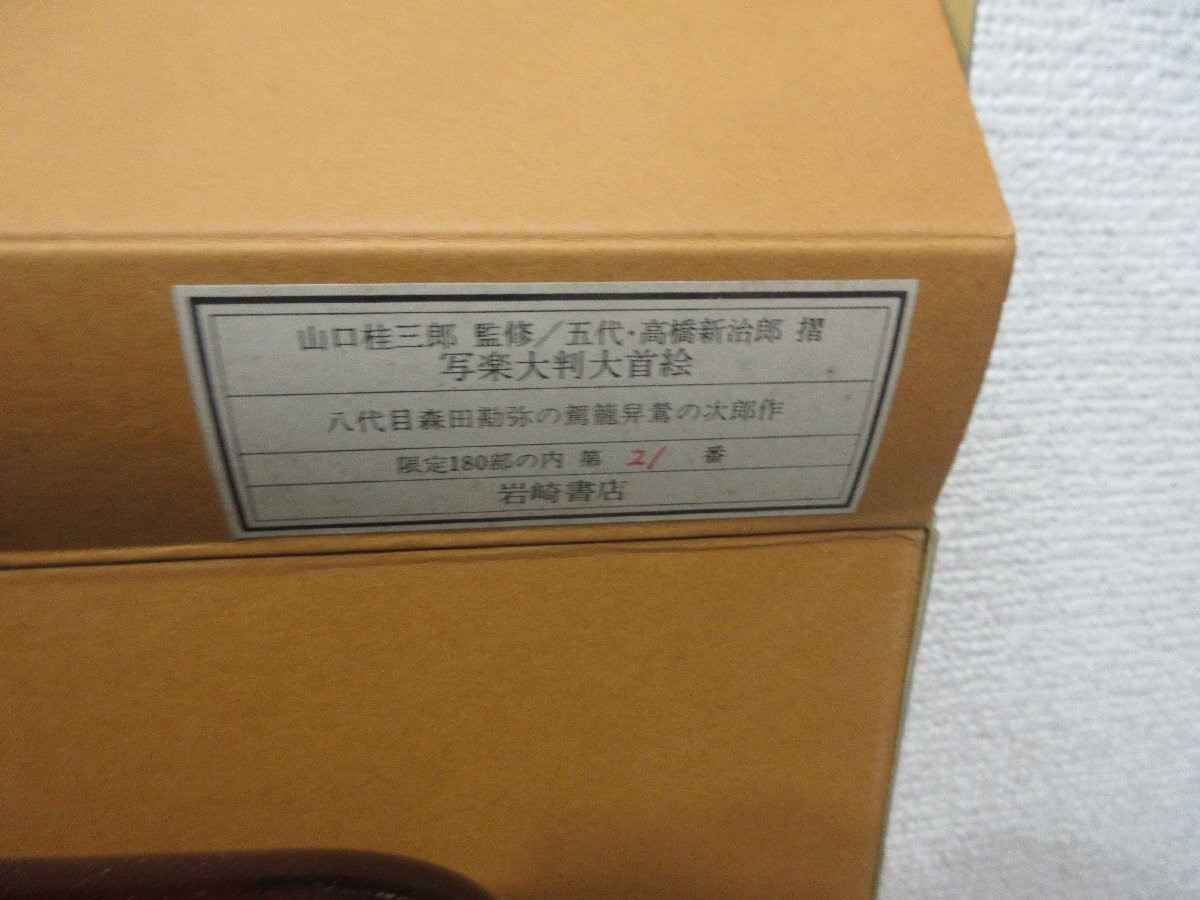 山口桂三郎 監修/五代・高橋新治郎 摺
写楽大判大首絵
八代目森田勘弥の駕籠舁鶯の次郎作
限定180部の内 第 21 番
岩崎書店